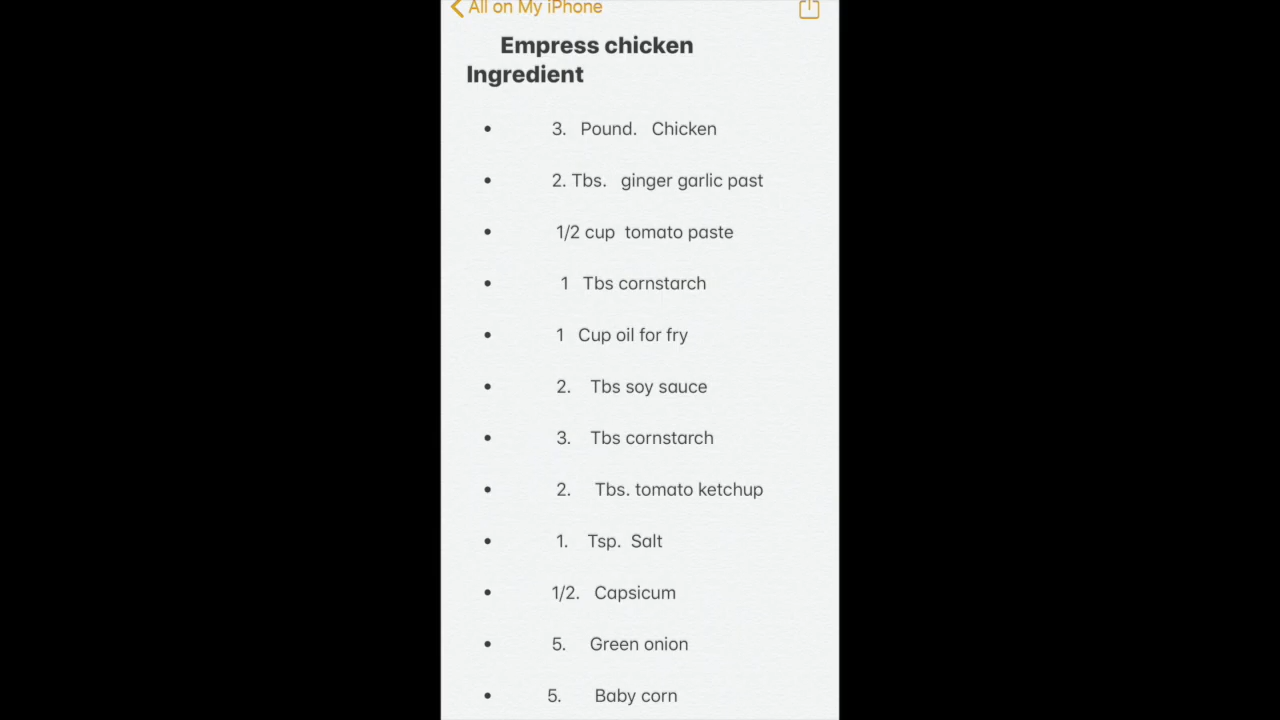 All on My iPhone
Empress chicken
Ingredient
• 3. Pound. Chicken
• 2. Tbs. ginger garlic past
• 1/2 cup tomato paste
• 1 Tbs cornstarch
• 1 Cup oil for fry
• 2. Tbs soy sauce
• 3. Tbs cornstarch
• 2. Tbs. tomato ketchup
• 1. Tsp. Salt
• 1/2. Capsicum
• 5. Green onion
• 5. Baby corn